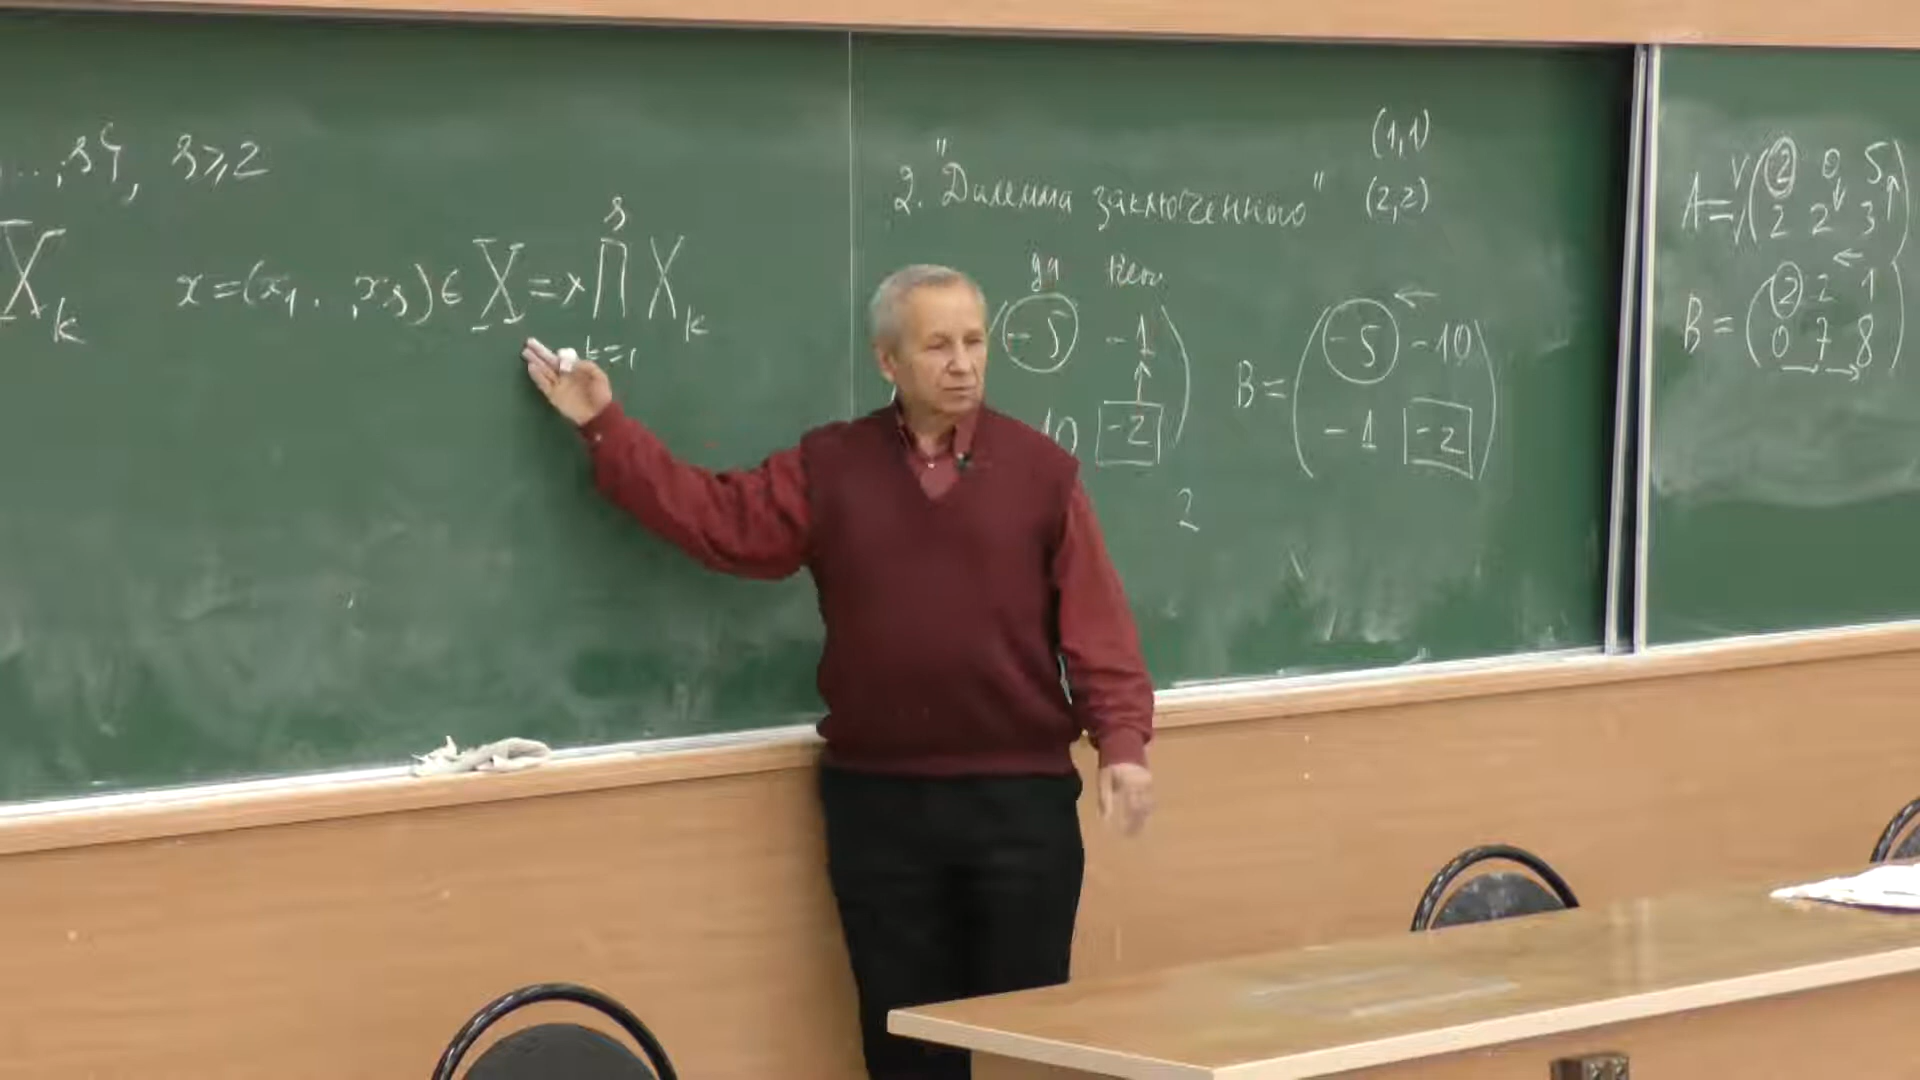 ..., s}, s ⩾ 2
X_k x = (x_1 . , x_s) ∈ X = × ∏ X_k
s
k=1
2. "Дилемма заключенного"
(1,1)
(2,2)
да нет
-5 -1
10 -2
2
B = ( -5 ← -10
-1 -2 )
A = ( 2 0 5
2 2 3 )
B = ( 2 2 1
0 7 8 )